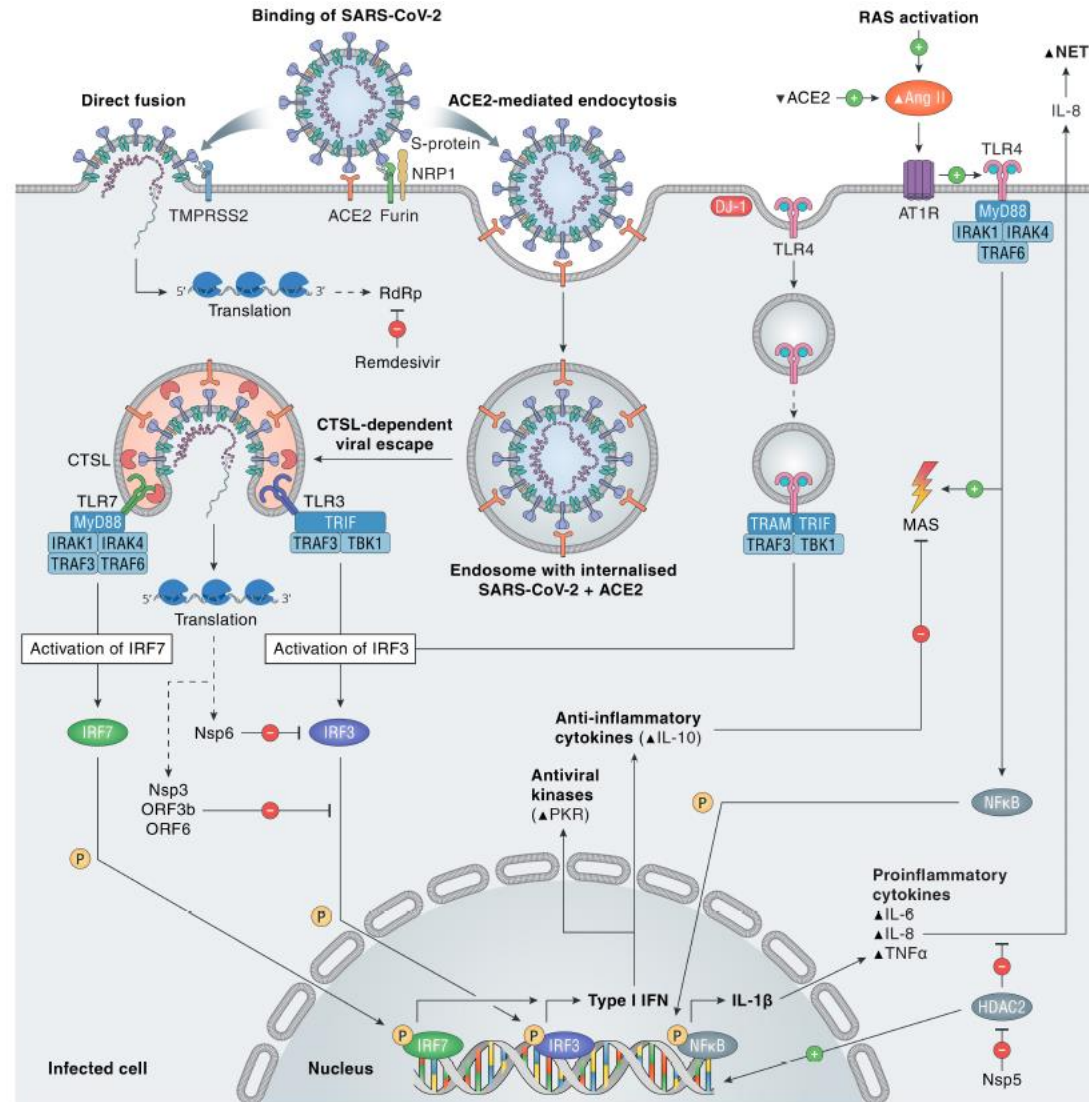 Binding of SARS-CoV-2
RAS activation
+
▲NET
Direct fusion
ACE2-mediated endocytosis
▼ACE2
+
▲Ang II
IL-8
S-protein
NRP1
TLR4
+
TMPRSS2
ACE2
Furin
DJ-1
TLR4
AT1R
MyD88
IRAK1
IRAK4
TRAF6
5'
3'
RdRp
Translation
−
Remdesivir
CTSL-dependent
viral escape
CTSL
TLR7
TLR3
MyD88
IRAK1
IRAK4
TRAF3
TRAF6
TRIF
TRAF3
TBK1
+
MAS
TRAM
TRIF
TRAF3
TBK1
Endosome with internalised
SARS-CoV-2 + ACE2
5'
3'
Translation
−
Activation of IRF7
Activation of IRF3
IRF7
Nsp6
−
IRF3
Anti-inflammatory
cytokines (▲IL-10)
Nsp3
ORF3b
ORF6
−
Antiviral
kinases
(▲PKR)
P
NFκB
P
P
Proinflammatory
cytokines
▲IL-6
▲IL-8
▲TNFα
−
Type I IFN
IL-1β
HDAC2
P
IRF7
P
IRF3
P
NFκB
+
−
Nsp5
Infected cell
Nucleus